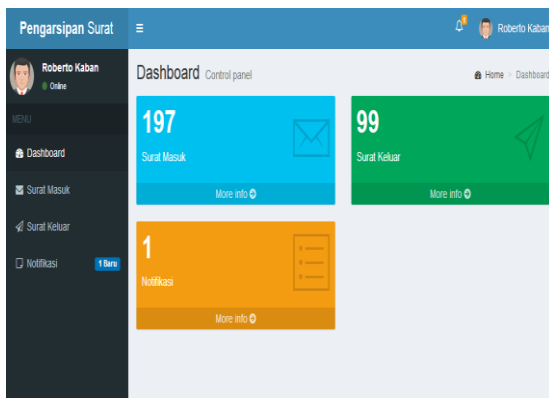 Pengarsipan Surat
Roberto Kaban
Roberto Kaban
Online
MENU
Dashboard
Surat Masuk
Surat Keluar
Notifikasi 1 Baru
Dashboard Control panel
Home > Dashboard
197
Surat Masuk
More info
99
Surat Keluar
More info
1
Notifikasi
More info